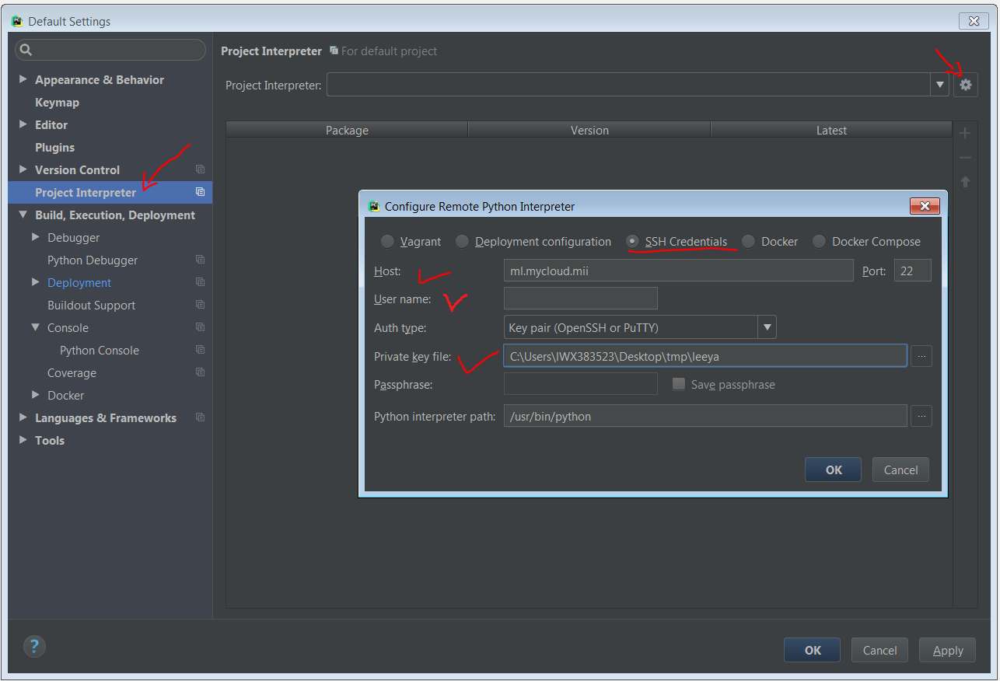 Default Settings
Project Interpreter For default project
Appearance & Behavior
Keymap
Editor
Plugins
Version Control
Project Interpreter
Build, Execution, Deployment
Debugger
Python Debugger
Deployment
Buildout Support
Console
Python Console
Coverage
Docker
Languages & Frameworks
Tools
Project Interpreter:
Package Version Latest
Configure Remote Python Interpreter
Vagrant Deployment configuration SSH Credentials Docker Docker Compose
Host: ml.mycloud.mii Port: 22
User name:
Auth type: Key pair (OpenSSH or PuTTY)
Private key file: C:\Users\IWX383523\Desktop\tmp\leeya ...
Passphrase: Save passphrase
Python interpreter path: /usr/bin/python ...
OK Cancel
? OK Cancel Apply